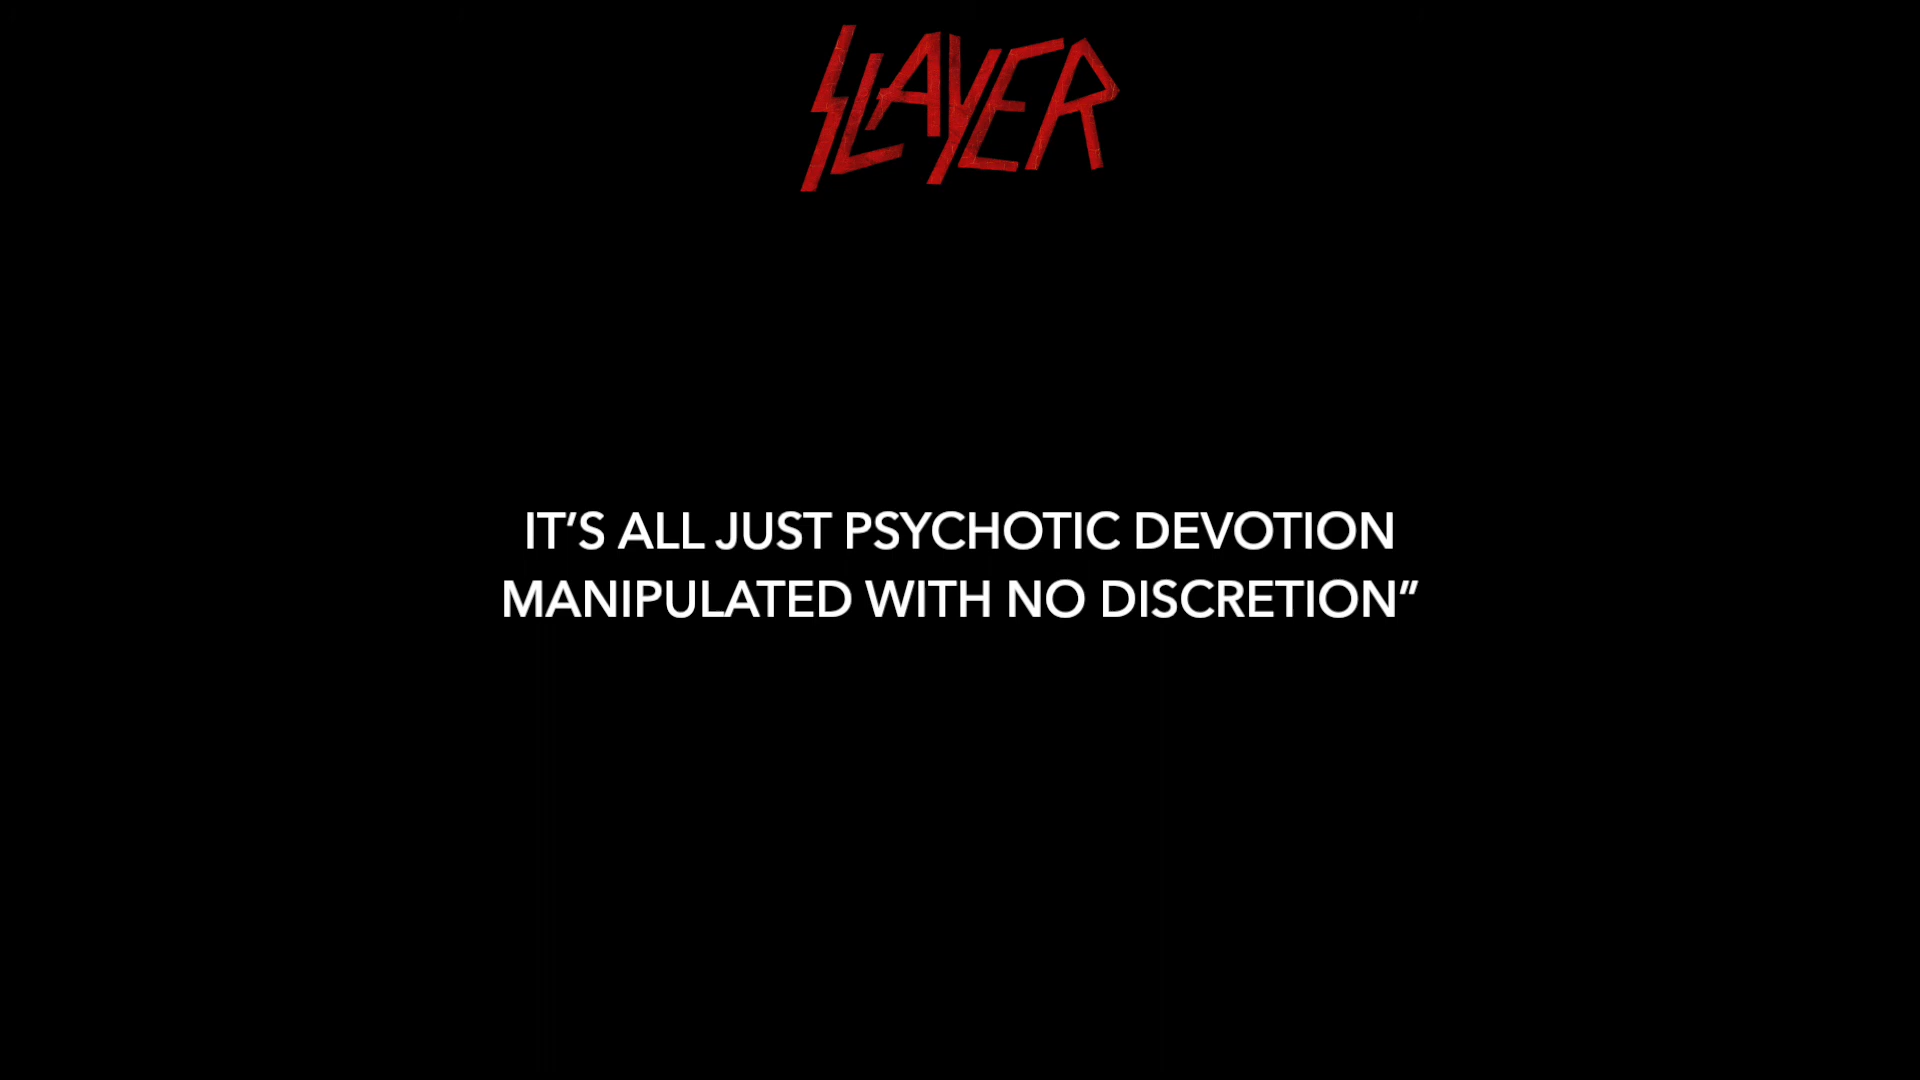 SLAYER
IT’S ALL JUST PSYCHOTIC DEVOTION
MANIPULATED WITH NO DISCRETION”